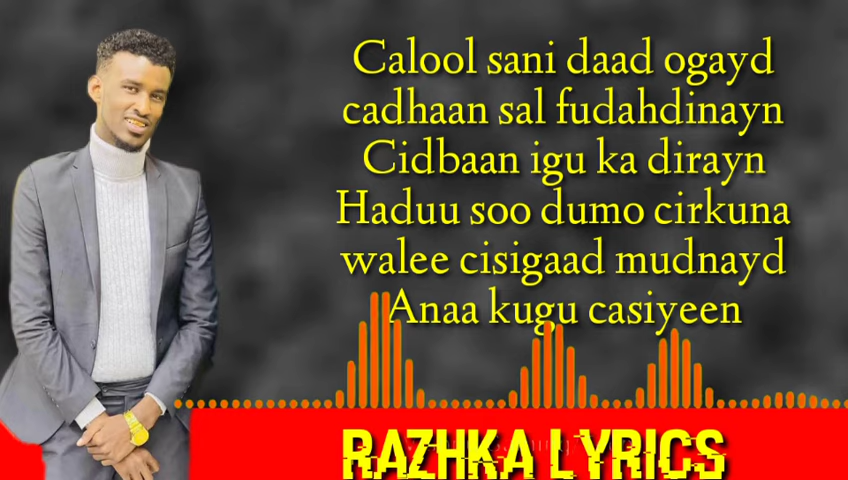 Calool sani daad ogayd
cadhaan sal fudahdinayn
Cidbaan igu ka dirayn
Haduu soo dumo cirkuna
walee cisigaad mudnayd
Anaa kugu casiyeen
RAZHKA LYRICS